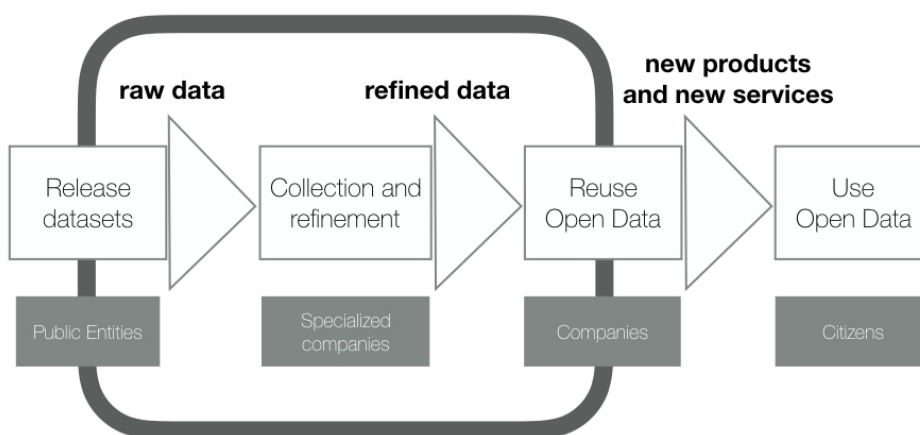 raw data
refined data
new products
and new services
Release
datasets
Collection and
refinement
Reuse
Open Data
Use
Open Data
Public Entities
Specialized
companies
Companies
Citizens